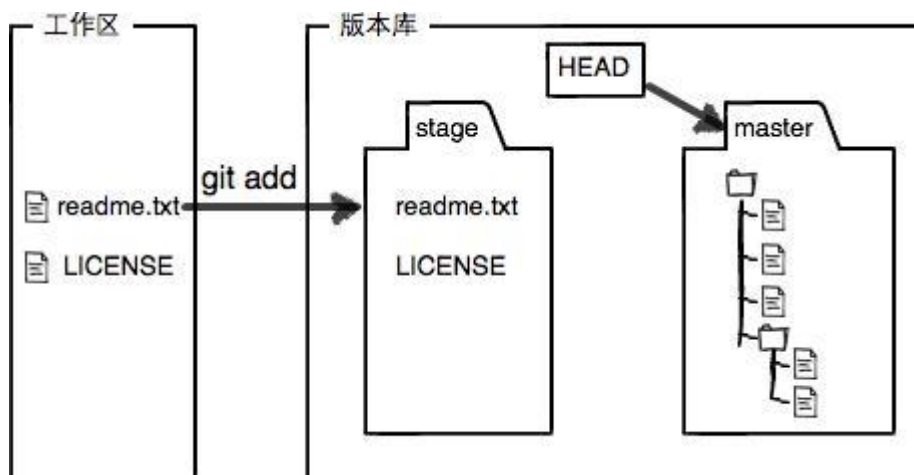 工作区
版本库
HEAD
stage
master
git add
readme.txt
readme.txt
LICENSE
LICENSE